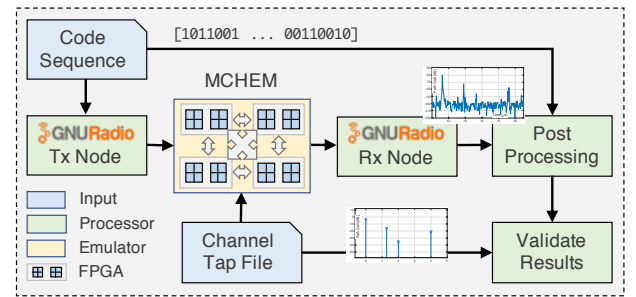 Code
Sequence
[1011001 ... 00110010]
MCHEM
GNURadio
Tx Node
GNURadio
Rx Node
Post
Processing
Input
Processor
Emulator
FPGA
Channel
Tap File
Validate
Results